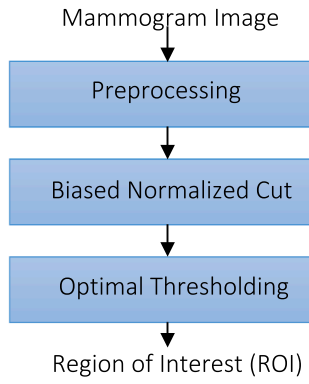 Mammogram Image
Preprocessing
Biased Normalized Cut
Optimal Thresholding
Region of Interest (ROI)